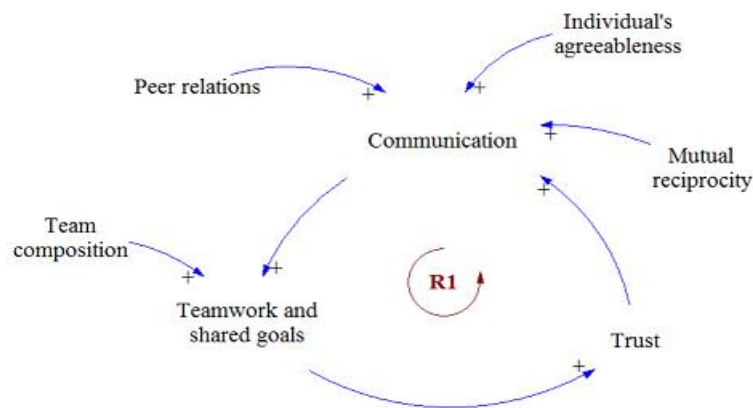 Individual's
agreeableness
Peer relations
+
+
Communication
+
Mutual
reciprocity
+
Team
composition
+
+
R1
Teamwork and
shared goals
Trust
+